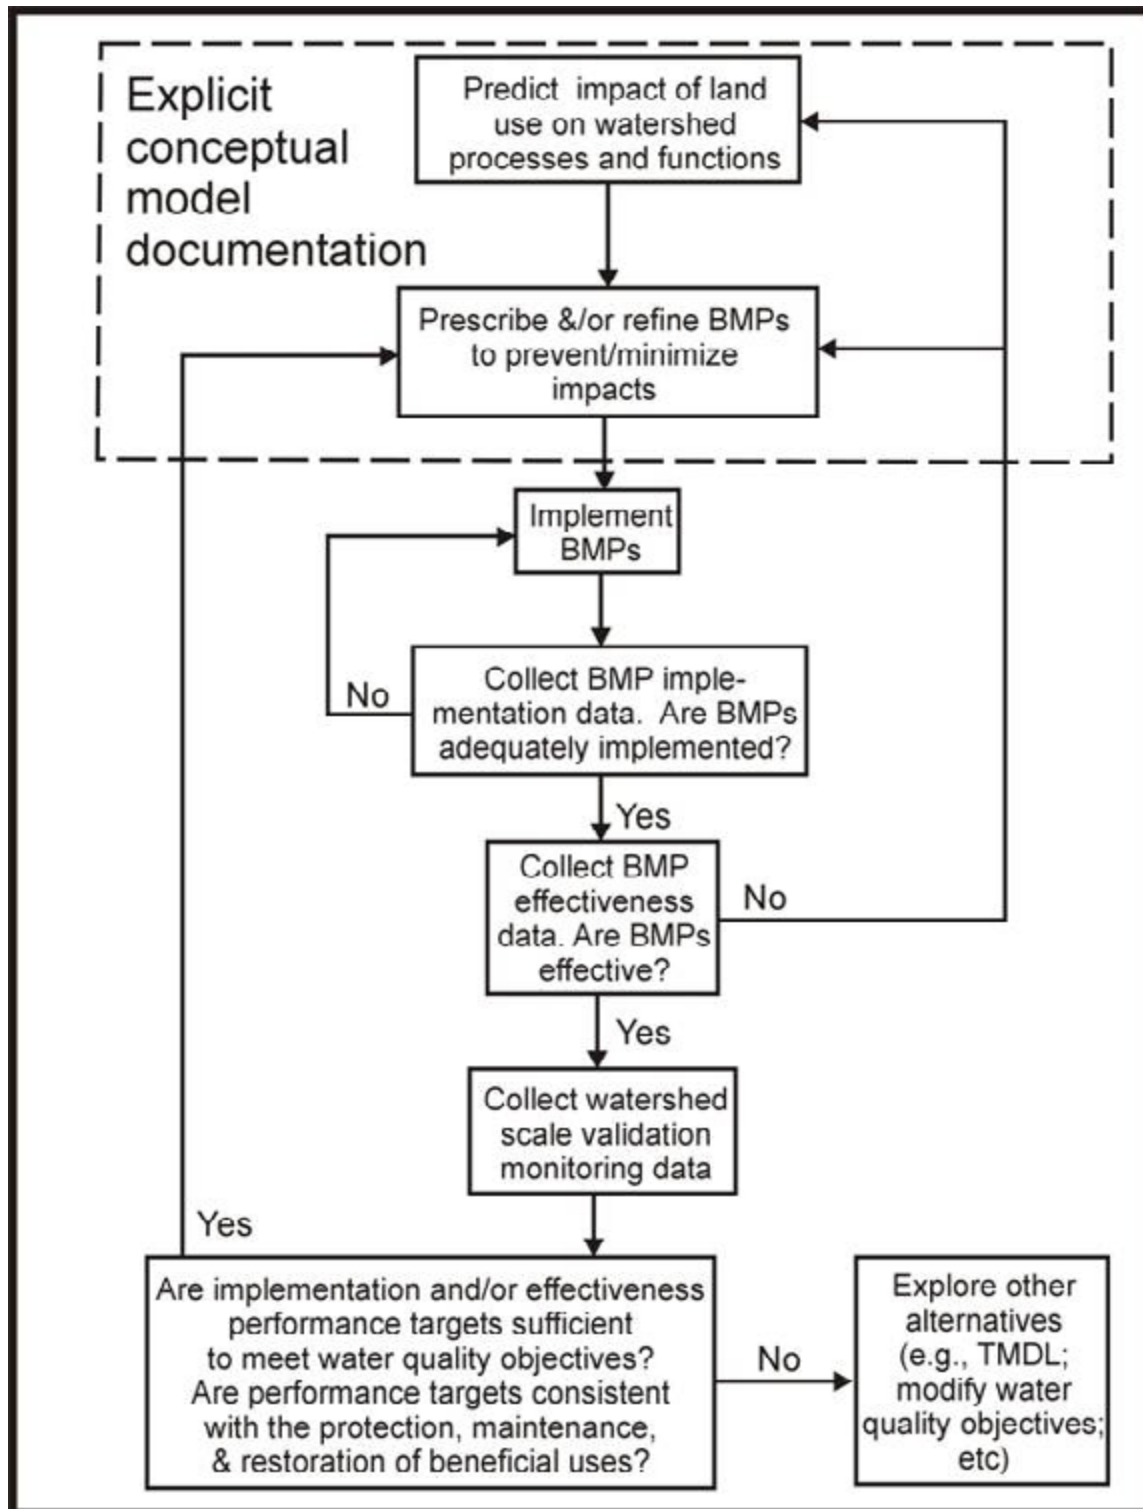 Explicit
conceptual
model
documentation
Predict impact of land
use on watershed
processes and functions
Prescribe &/or refine BMPs
to prevent/minimize
impacts
Implement
BMPs
No
Collect BMP imple-
mentation data. Are BMPs
adequately implemented?
Yes
Collect BMP
effectiveness
data. Are BMPs
effective?
No
Yes
Collect watershed
scale validation
monitoring data
Yes
Are implementation and/or effectiveness
performance targets sufficient
to meet water quality objectives?
Are performance targets consistent
with the protection, maintenance,
& restoration of beneficial uses?
No
Explore other
alternatives
(e.g., TMDL;
modify water
quality objectives;
etc)